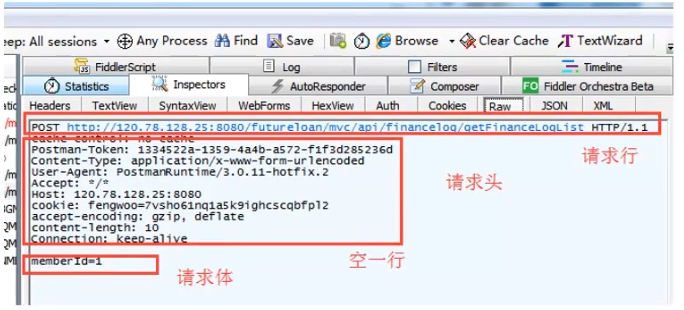 eep: All sessions Any Process Find Save Browse Clear Cache TextWizard
FiddlerScript Log Filters Timeline
Statistics Inspectors AutoResponder Composer FO Fiddler Orchestra Beta
Headers TextView SyntaxView WebForms HexView Auth Cookies Raw JSON XML
POST http://120.78.128.25:8080/futureloan/mvc/api/financelog/getFinanceLogList HTTP/1.1
cache-control: no-cache
请求行
Postman-Token: 1334522a-1359-4a4b-a572-f1f3d285236d
Content-Type: application/x-www-form-urlencoded
User-Agent: PostmanRuntime/3.0.11-hotfix.2
Accept: */*
请求头
Host: 120.78.128.25:8080
cookie: fengwoo=7vsho61nq1a5k9ighcscqbfpl2
accept-encoding: gzip, deflate
content-length: 10
Connection: keep-alive
空一行
memberId=1
请求体